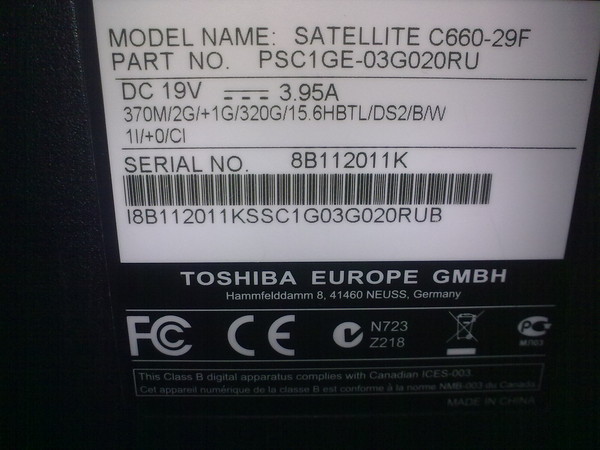 MODEL NAME: SATELLITE C660-29F
PART NO. PSC1GE-03G020RU
DC 19V 3.95A
370M/2G/+1G/320G/15.6HBTL/DS2/B/W
1I/+0/CI
SERIAL NO. 8B112011K
I8B112011KSSC1G03G020RUB
TOSHIBA EUROPE GMBH
Hammfelddamm 8, 41460 NEUSS, Germany
FC CE N723
Z218
PG
M/103
This Class B digital apparatus complies with Canadian ICES-003
Cet appareil numérique de la classe B est conforme à la norme NMB-003 du Canada
MADE IN CHINA